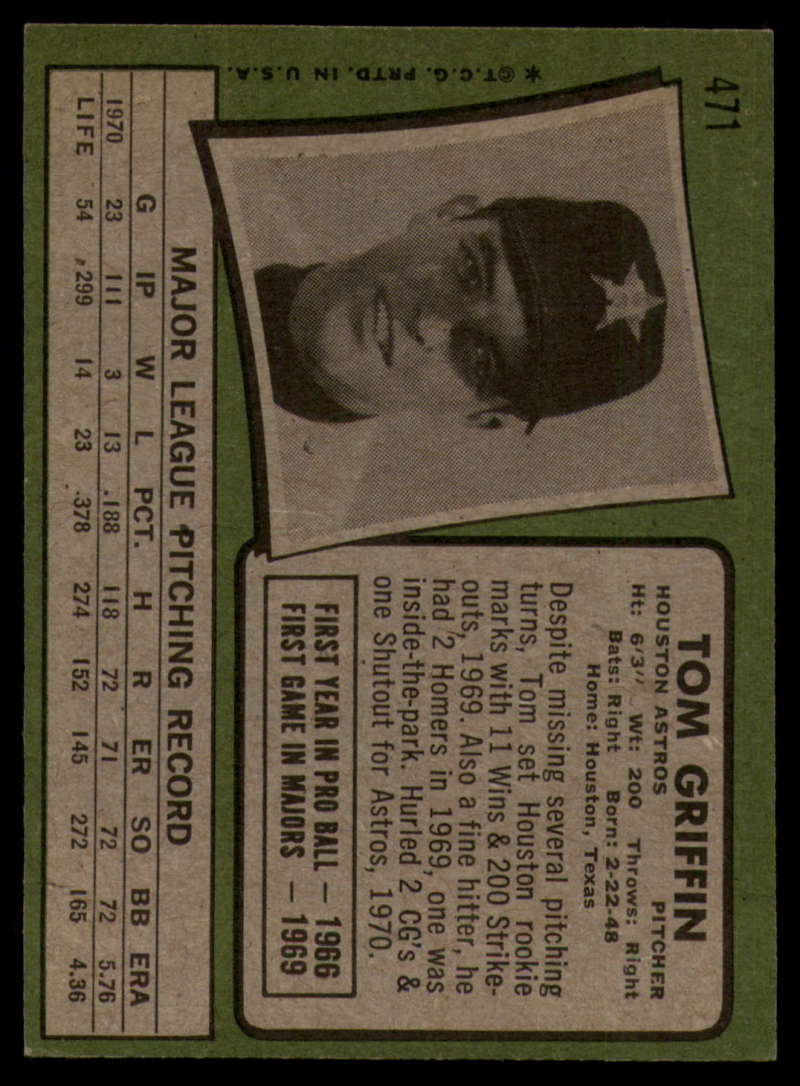 471
✶©T.C.G. PRTD. IN U.S.A.
TOM GRIFFIN
HOUSTON ASTROS PITCHER
Ht: 6'3" Wt: 200 Throws: Right
Bats: Right Born: 2-22-48
Home: Houston, Texas
Despite missing several pitching
turns, Tom set Houston rookie
marks with 11 Wins & 200 Strike-
outs, 1969. Also a fine hitter, he
had 2 Homers in 1969, one was
inside-the-park. Hurled 2 CG's &
one Shutout for Astros, 1970.
FIRST YEAR IN PRO BALL — 1966
FIRST GAME IN MAJORS — 1969
MAJOR LEAGUE PITCHING RECORD
G IP W L PCT. H R ER SO BB ERA
1970 23 111 3 13 .188 118 72 71 72 72 5.76
LIFE 54 299 14 23 .378 274 152 145 272 165 4.36